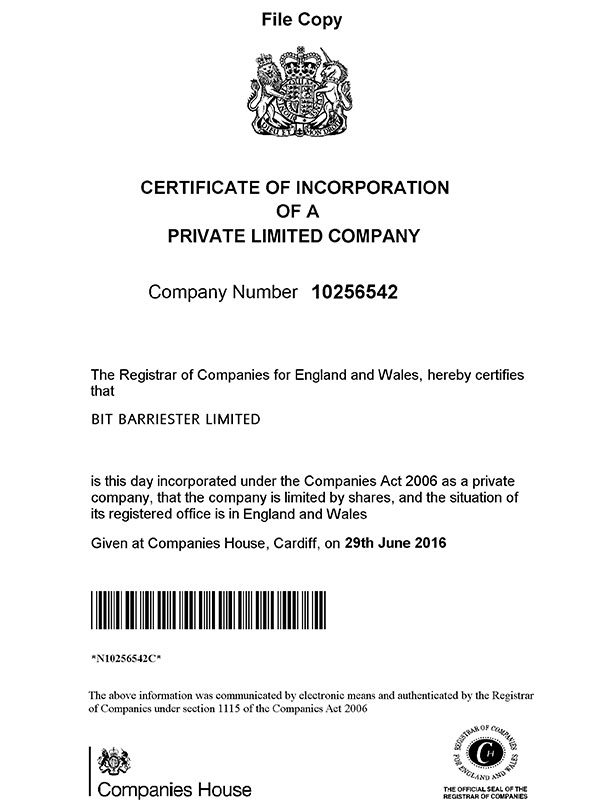 File Copy
DIEU ET MON DROIT
CERTIFICATE OF INCORPORATION
OF A
PRIVATE LIMITED COMPANY
Company Number 10256542
The Registrar of Companies for England and Wales, hereby certifies
that
BIT BARRIESTER LIMITED
is this day incorporated under the Companies Act 2006 as a private
company, that the company is limited by shares, and the situation of
its registered office is in England and Wales
Given at Companies House, Cardiff, on 29th June 2016
*N10256542C*
The above information was communicated by electronic means and authenticated by the Registrar
of Companies under section 1115 of the Companies Act 2006
Companies House
REGISTRAR OF COMPANIES
FOR ENGLAND AND WALES
C H
THE OFFICIAL SEAL OF THE
REGISTRAR OF COMPANIES